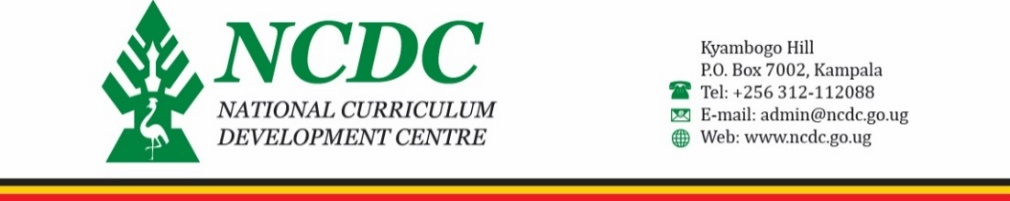 NCDC
NATIONAL CURRICULUM
DEVELOPMENT CENTRE
Kyambogo Hill
P.O. Box 7002, Kampala
Tel: +256 312-112088
E-mail: admin@ncdc.go.ug
Web: www.ncdc.go.ug